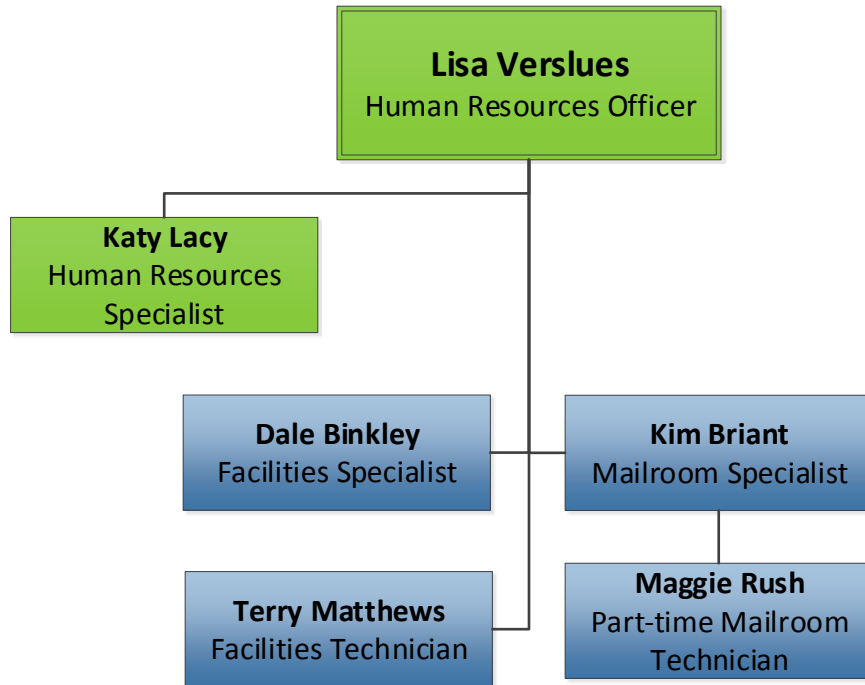 Lisa Verslues
Human Resources Officer
Katy Lacy
Human Resources
Specialist
Dale Binkley
Facilities Specialist
Kim Briant
Mailroom Specialist
Terry Matthews
Facilities Technician
Maggie Rush
Part-time Mailroom
Technician